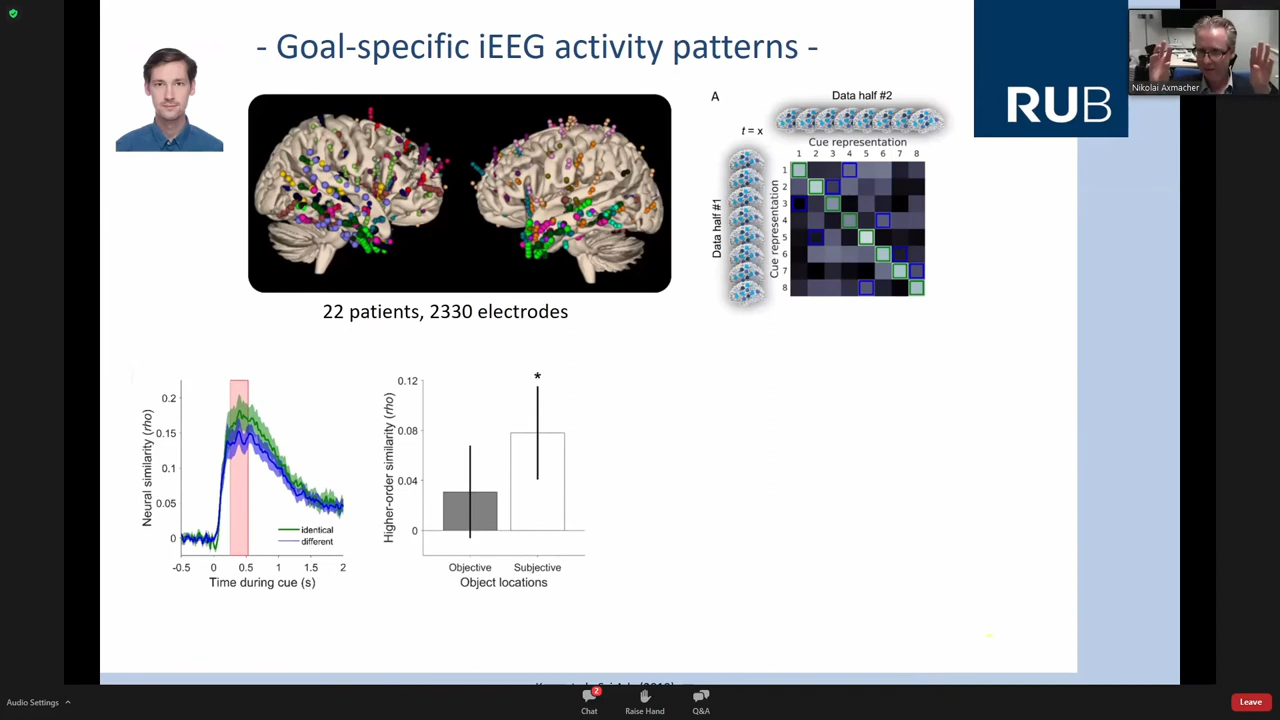 - Goal-specific iEEG activity patterns -
RUB
Nikolai Axmacher
22 patients, 2330 electrodes
A
Data half #2
t = x
Cue representation
1 2 3 4 5 6 7 8
Data half #1
Cue representation
1
2
3
4
5
6
7
8
Neural similarity (rho)
0.2
0.15
0.1
0.05
0
identical
different
-0.5 0 0.5 1 1.5 2
Time during cue (s)
Higher-order similarity (rho)
0.12
0.08
0.04
0
*
Objective Subjective
Object locations
Audio Settings
2
Chat
Raise Hand
Q&A
Leave